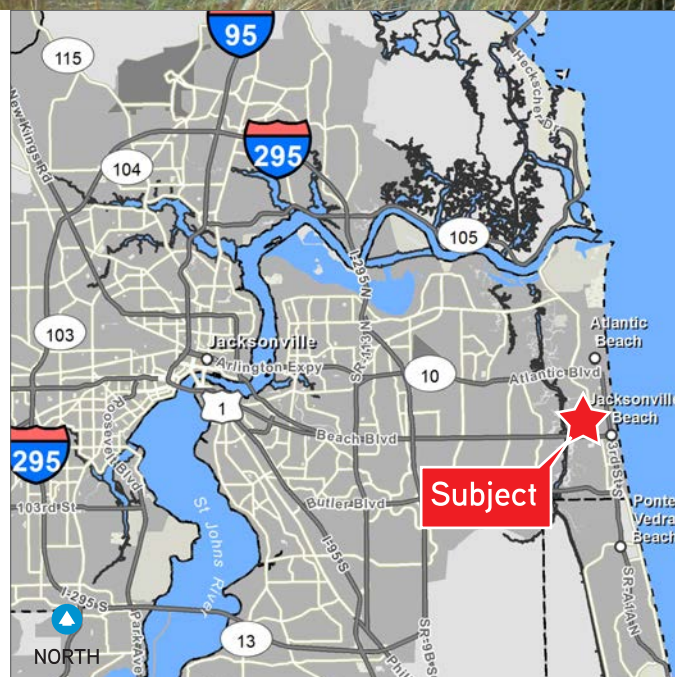 95
115
Heckscher D
New Kings Rd
295
104
105
I-295 N
SR-113 N
103
Jacksonville
Arlington Expy
Atlantic
Beach
10
Atlantic Blvd
1
Jacksonville
Beach
Roosevelt Blvd
Beach Blvd
3rd St S
295
Subject
103rd St
Butler Blvd
Ponte
Vedra
Beach
St Johns River
I-95 S
I-295 S
SR-A1A N
Park Ave
13
SR-9B S
Phil
NORTH